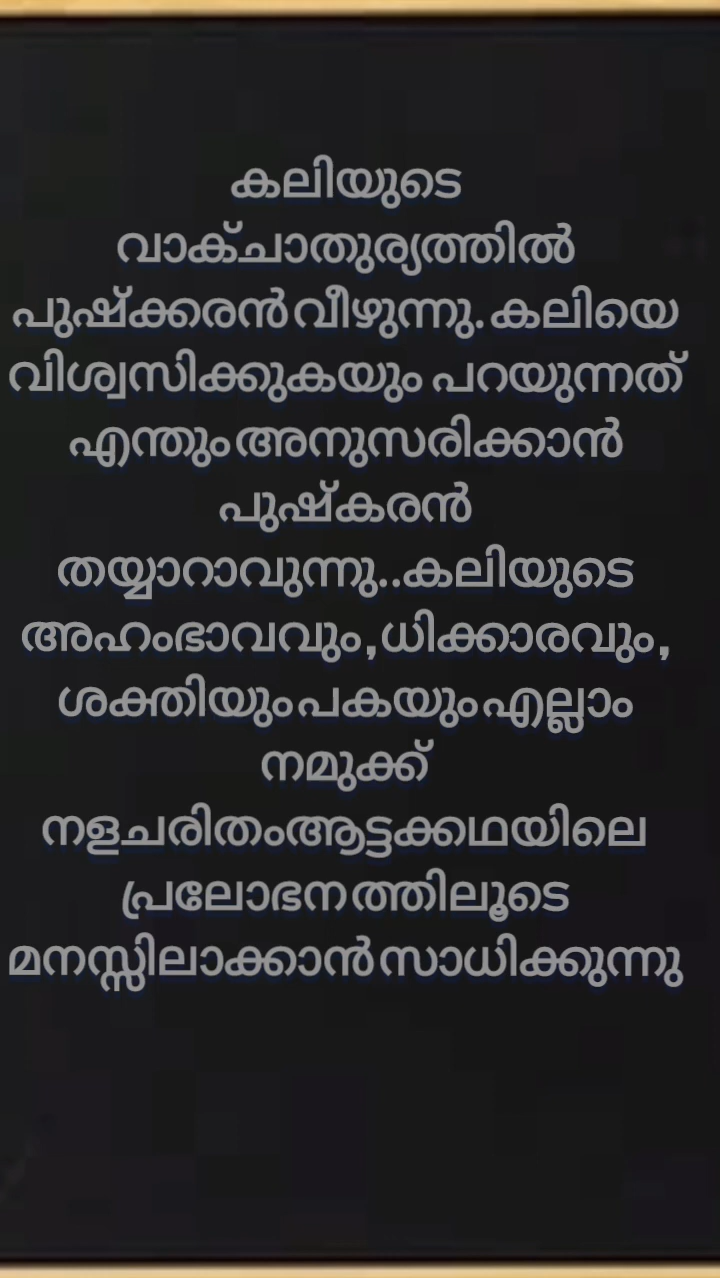 കലിയുടെ
വാക്ചാതുര്യത്തിൽ
പുഷ്ക്കരൻ വീഴുന്നു. കലിയെ
വിശ്വസിക്കുകയും പറയുന്നത്
എന്തും അനുസരിക്കാൻ
പുഷ്കരൻ
തയ്യാറാവുന്നു..കലിയുടെ
അഹംഭാവവും ,ധിക്കാരവും ,
ശക്തിയും പകയും എല്ലാം
നമുക്ക്
നളചരിതം ആട്ടക്കഥയിലെ
പ്രലോഭനത്തിലൂടെ
മനസ്സിലാക്കാൻ സാധിക്കുന്നു